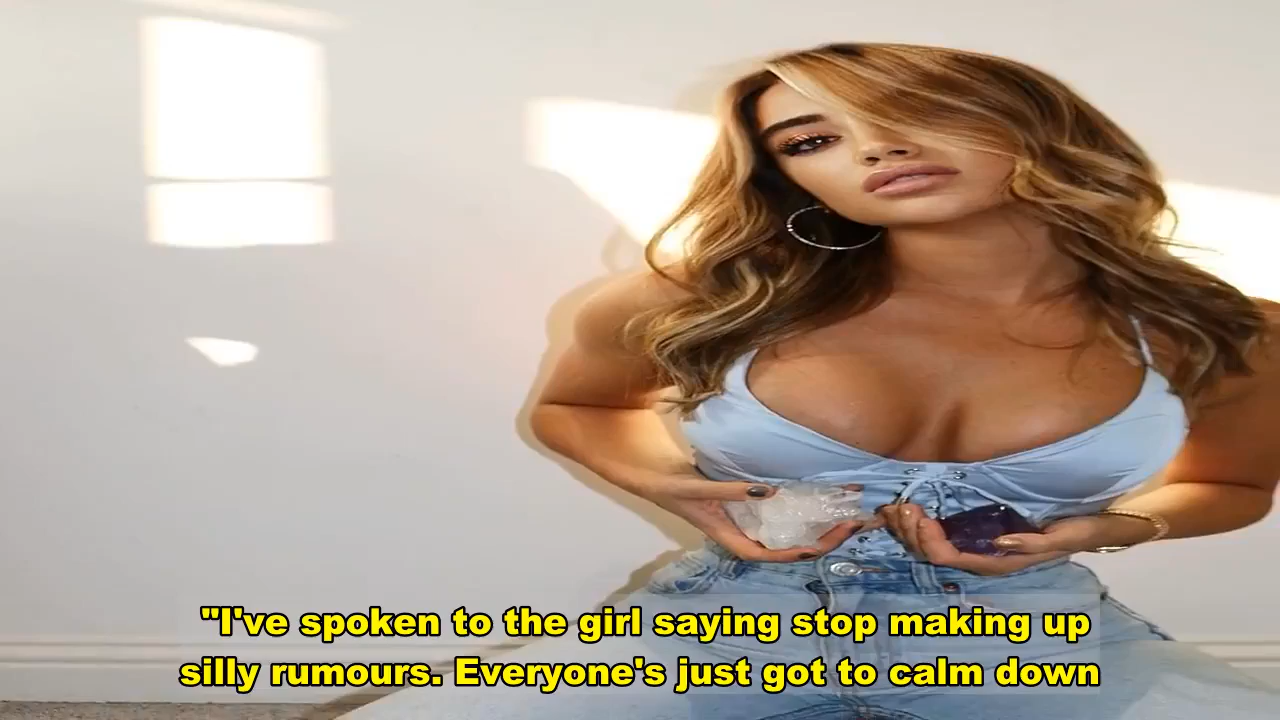 "I've spoken to the girl saying stop making up
silly rumours. Everyone's just got to calm down